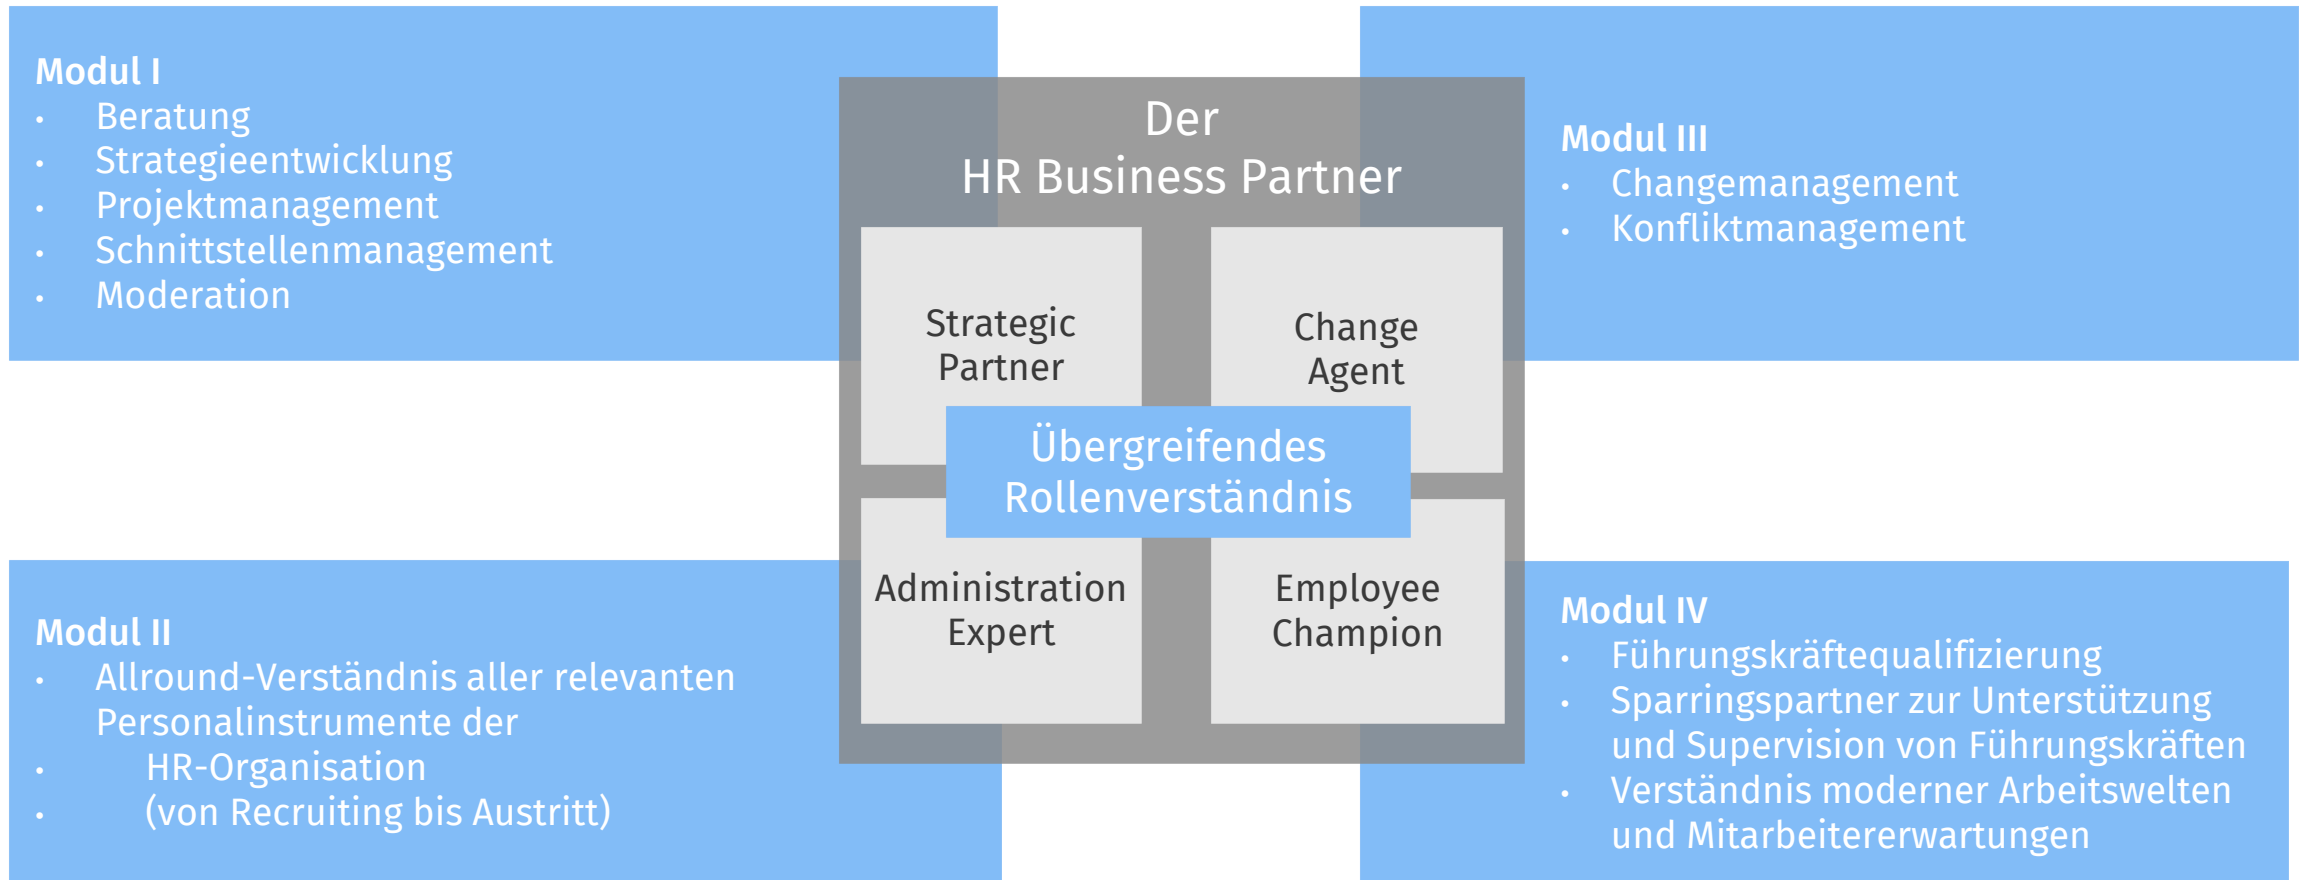 Modul I
• Beratung
• Strategieentwicklung
• Projektmanagement
• Schnittstellenmanagement
• Moderation
Der
HR Business Partner
Modul III
• Changemanagement
• Konfliktmanagement
Strategic
Partner
Change
Agent
Übergreifendes
Rollenverständnis
Administration
Expert
Employee
Champion
Modul II
• Allround-Verständnis aller relevanten
Personalinstrumente der
• HR-Organisation
• (von Recruiting bis Austritt)
Modul IV
• Führungskräftequalifizierung
• Sparringspartner zur Unterstützung
und Supervision von Führungskräften
• Verständnis moderner Arbeitswelten
und Mitarbeitererwartungen